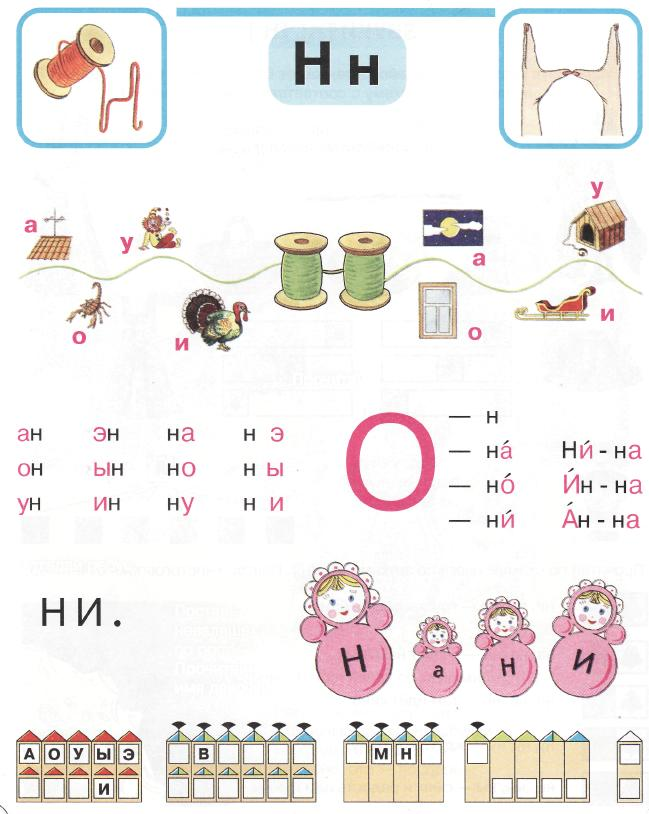 Н н
а
у
а
у
о
и
о
и
ан эн на н э
он ын но н ы
ун ин ну н и
О
— н
— на́
— но́
— ни́
Ни́ - на
И́н - на
А́н - на
НИ.
Н а н и
А О У Ы Э
и
В
М Н